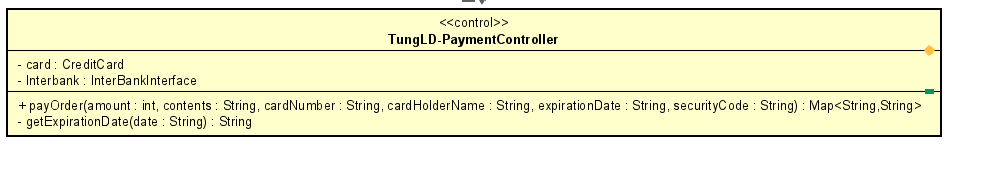 <<control>>
TungLD-PaymentController
- card : CreditCard
- Interbank : InterBankInterface
+ payOrder(amount : int, contents : String, cardNumber : String, cardHolderName : String, expirationDate : String, securityCode : String) : Map<String,String>
- getExpirationDate(date : String) : String